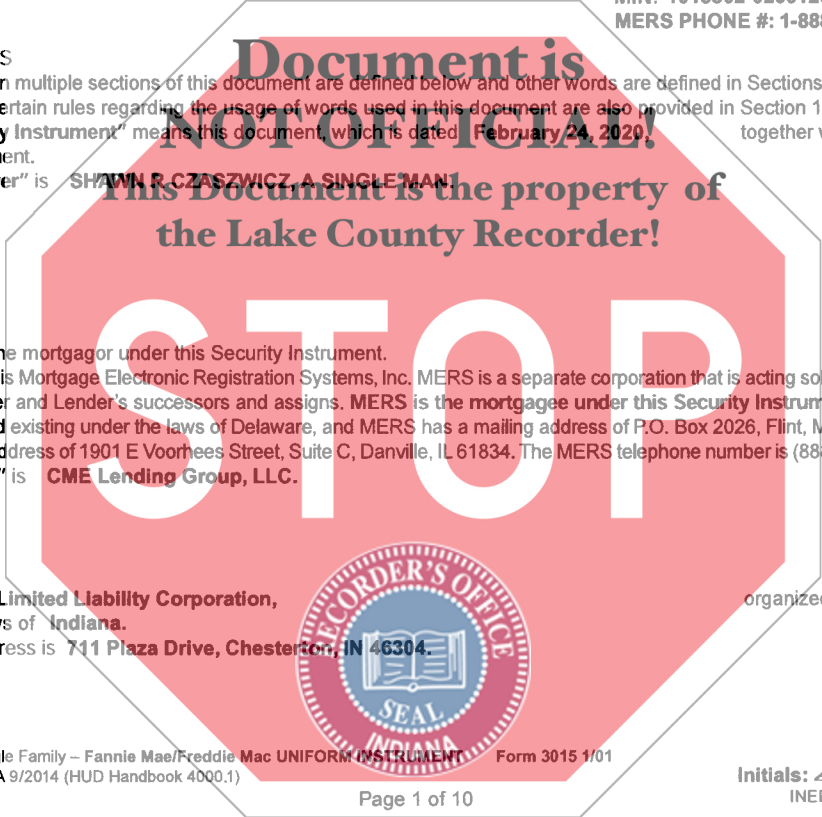 MERS PHONE #: 1-888
S
n multiple sections of this document are defined below and other words are defined in Sections
ertain rules regarding the usage of words used in this document are also provided in Section 1
y Instrument" means this document, which is dated February 24, 2020, together w
ent.
er" is SHAWN R CZASZWICZ, A SINGLE MAN.
Document is
NOT OFFICIAL!
This Document is the property of
the Lake County Recorder!
STOP
he mortgagor under this Security Instrument.
is Mortgage Electronic Registration Systems, Inc. MERS is a separate corporation that is acting sol
er and Lender's successors and assigns. MERS is the mortgagee under this Security Instrum
d existing under the laws of Delaware, and MERS has a mailing address of P.O. Box 2026, Flint, M
ddress of 1901 E Voorhees Street, Suite C, Danville, IL 61834. The MERS telephone number is (888
" is CME Lending Group, LLC.
Limited Liability Corporation, organized
ws of Indiana.
ress is 711 Plaza Drive, Chesterton, IN 46304.
RECORDER'S OFFICE
SEAL
INDIANA
le Family – Fannie Mae/Freddie Mac UNIFORM INSTRUMENT Form 3015 1/01
A 9/2014 (HUD Handbook 4000.1)
Initials:
Page 1 of 10